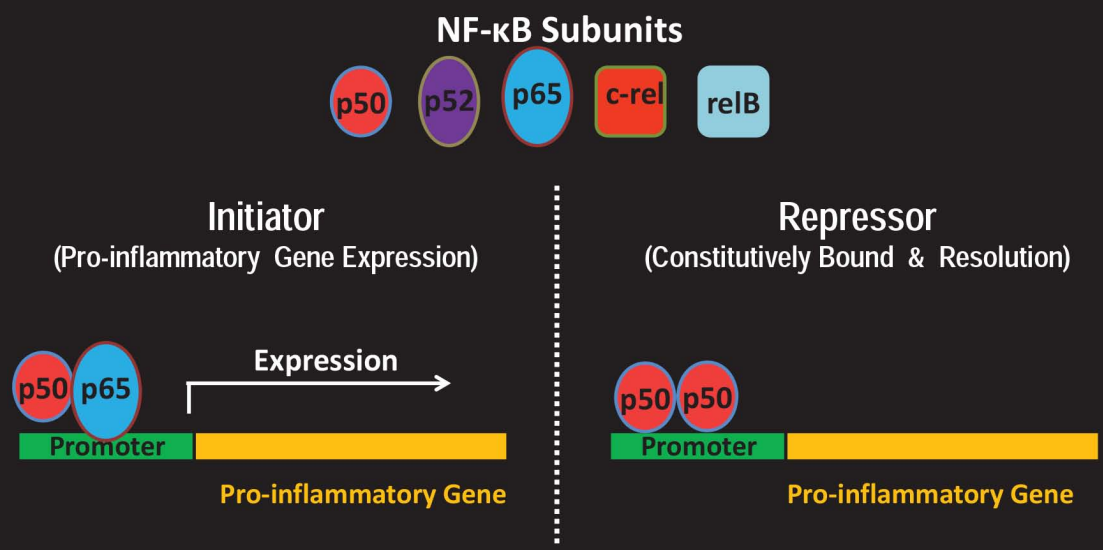 NF-κB Subunits
p50 p52 p65 c-rel relB
Initiator
(Pro-inflammatory Gene Expression)
Repressor
(Constitutively Bound & Resolution)
Expression
p50 p65
Promoter
Pro-inflammatory Gene
p50 p50
Promoter
Pro-inflammatory Gene